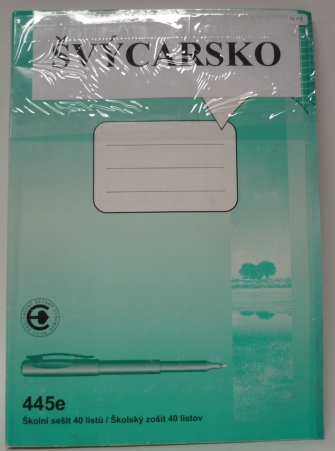 ŠVÝCARSKO
445e
Školní sešit 40 listů / Školský zošit 40 listov